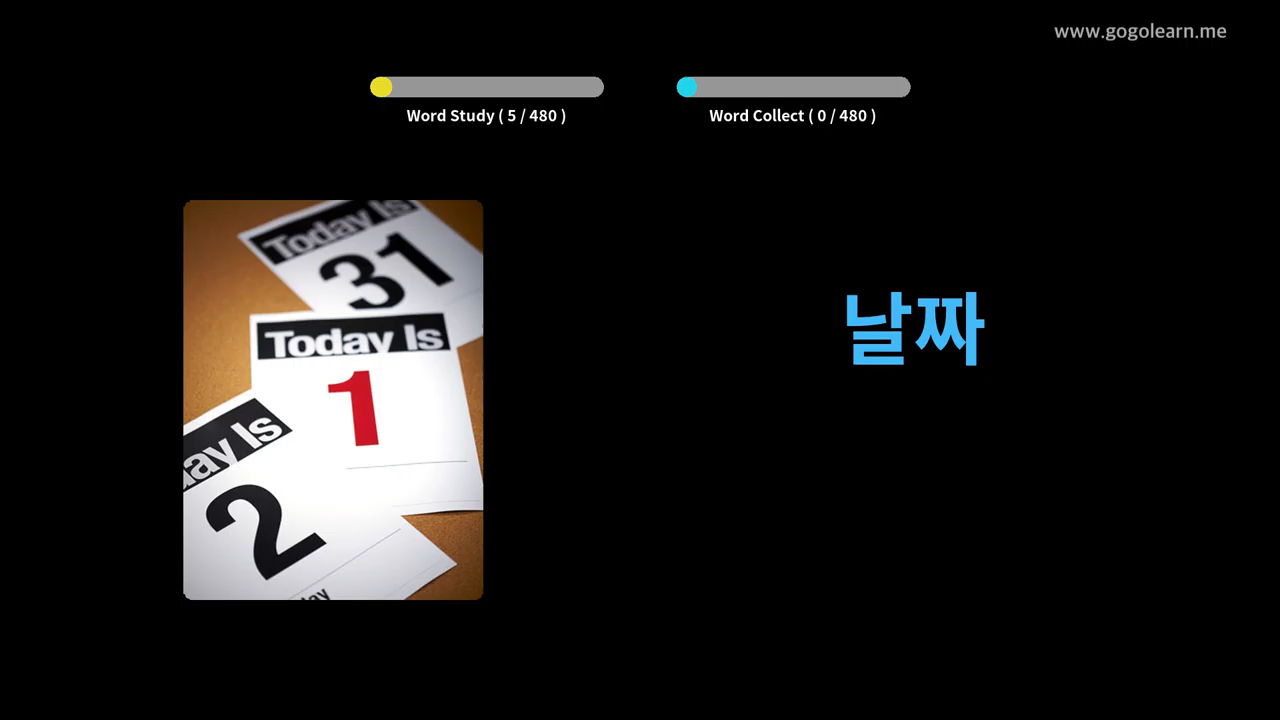 www.gogolearn.me
Word Study ( 5 / 480 )
Word Collect ( 0 / 480 )
Today Is
31
Today Is
1
ay Is
2
ay
날짜